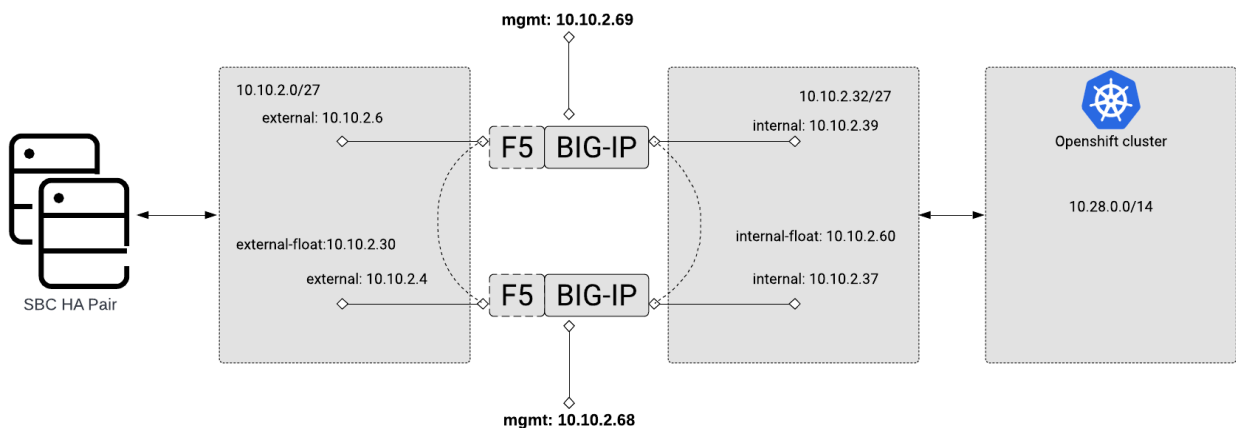 mgmt: 10.10.2.69
10.10.2.0/27
external: 10.10.2.6
F5 BIG-IP
10.10.2.32/27
internal: 10.10.2.39
Openshift cluster
10.28.0.0/14
SBC HA Pair
external-float:10.10.2.30
external: 10.10.2.4
F5 BIG-IP
internal-float: 10.10.2.60
internal: 10.10.2.37
mgmt: 10.10.2.68